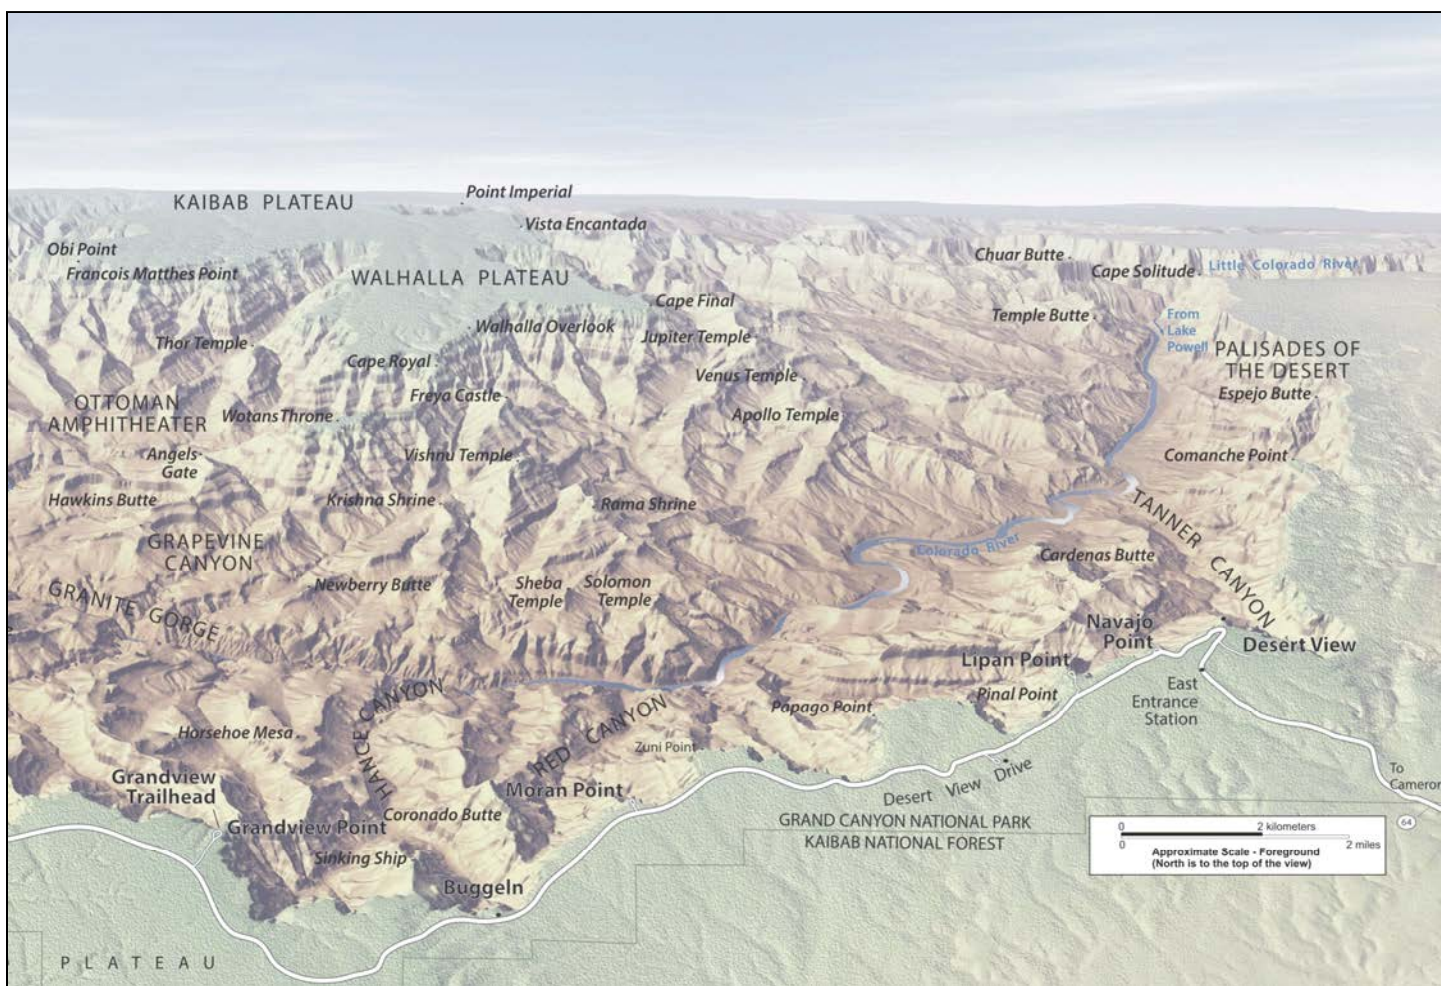 Point Imperial
KAIBAB PLATEAU
Vista Encantada
Obi Point
Francois Matthes Point
WALHALLA PLATEAU
Chuar Butte
Cape Solitude
Little Colorado River
Cape Final
Temple Butte
From
Lake
Powell
Walhalla Overlook
Jupiter Temple
Thor Temple
Cape Royal
PALISADES OF
THE DESERT
Venus Temple
Freya Castle
Espejo Butte
OTTOMAN
AMPHITHEATER
Wotans Throne
Apollo Temple
Angels
Gate
Vishnu Temple
Comanche Point
Hawkins Butte
Krishna Shrine
Rama Shrine
TANNER CANYON
GRAPEVINE
CANYON
Colorado River
Cardenas Butte
GRANITE GORGE
Newberry Butte
Sheba
Temple
Solomon
Temple
Navajo
Point
Desert View
Lipan Point
East
Entrance
Station
Pinal Point
HANCE CANYON
RED CANYON
Papago Point
Horsehoe Mesa
Zuni Point
Grandview
Trailhead
Moran Point
Desert View Drive
To
Cameron
Coronado Butte
Grandview Point
GRAND CANYON NATIONAL PARK
KAIBAB NATIONAL FOREST
64
0 2 kilometers
0 2 miles
Approximate Scale - Foreground
(North is to the top of the view)
Sinking Ship
Buggeln
PLATEAU